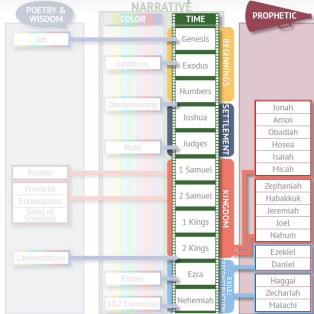 POETRY &
WISDOM
NARRATIVE
COLOR
TIME
PROPHETIC
Job
Leviticus
Deuteronomy
Ruth
Psalms
Proverbs
Ecclesiastes
Song of
Solomon
Lamentations
Esther
1&2 Chronicles
Genesis
Exodus
Numbers
Joshua
Judges
1 Samuel
2 Samuel
1 Kings
2 Kings
Ezra
Nehemiah
BEGINNINGS
SETTLEMENT
KINGDOM
EXILE/
Jonah
Amos
Obadiah
Hosea
Isaiah
Micah
Zephaniah
Habakkuk
Jeremiah
Joel
Nahum
Ezekiel
Daniel
Haggai
Zechariah
Malachi